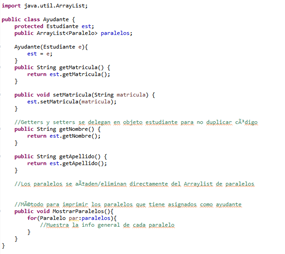 import java.util.ArrayList;
public class Ayudante {
protected Estudiante est;
public ArrayList<Paralelo> paralelos;
Ayudante(Estudiante e){
est = e;
}
public String getMatricula() {
return est.getMatricula();
}
public void setMatricula(String matricula) {
est.setMatricula(matricula);
}
//Getters y setters se delegan en objeto estudiante para no duplicar cÃ³digo
public String getNombre() {
return est.getNombre();
}
public String getApellido() {
return est.getApellido();
}
//Los paralelos se aÃ±aden/eliminan directamente del Arraylist de paralelos
//MÃ©todo para imprimir los paralelos que tiene asignados como ayudante
public void MostrarParalelos(){
for(Paralelo par:paralelos){
//Muestra la info general de cada paralelo
}
}
}